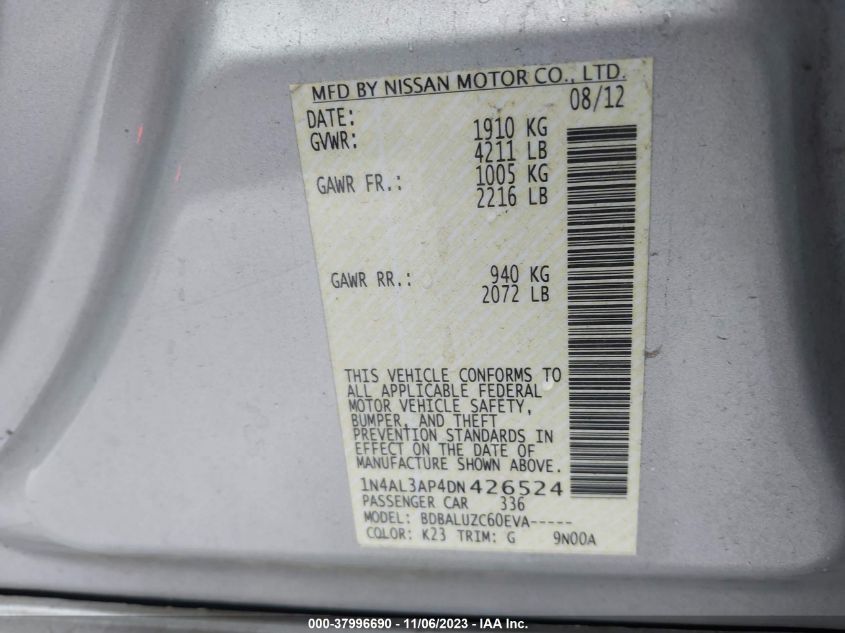 MFD BY NISSAN MOTOR CO., LTD.
DATE: 08/12
GVWR: 1910 KG
4211 LB
GAWR FR.: 1005 KG
2216 LB
GAWR RR.: 940 KG
2072 LB
THIS VEHICLE CONFORMS TO
ALL APPLICABLE FEDERAL
MOTOR VEHICLE SAFETY,
BUMPER, AND THEFT
PREVENTION STANDARDS IN
EFFECT ON THE DATE OF
MANUFACTURE SHOWN ABOVE.
1N4AL3AP4DN426524
PASSENGER CAR 336
MODEL: BDBALUZC60EVA-----
COLOR: K23 TRIM: G 9N00A
000-37996690 - 11/06/2023 - IAA Inc.